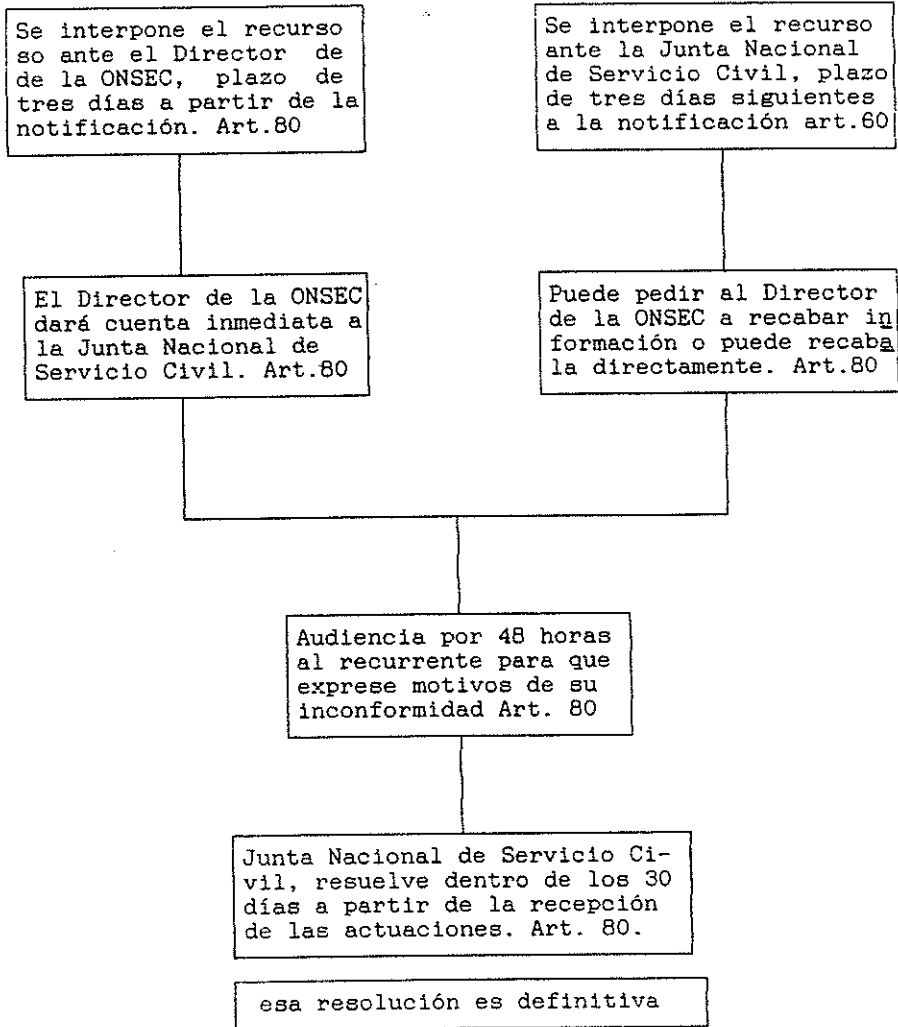 Se interpone el recurso
so ante el Director de
de la ONSEC, plazo de
tres días a partir de la
notificación. Art.80
Se interpone el recurso
ante la Junta Nacional
de Servicio Civil, plazo
de tres días siguientes
a la notificación art.60
El Director de la ONSEC
dará cuenta inmediata a
la Junta Nacional de
Servicio Civil. Art.80
Puede pedir al Director
de la ONSEC a recabar in
formación o puede recaba
la directamente. Art.80
Audiencia por 48 horas
al recurrente para que
exprese motivos de su
inconformidad Art. 80
Junta Nacional de Servicio Ci-
vil, resuelve dentro de los 30
días a partir de la recepción
de las actuaciones. Art. 80.
esa resolución es definitiva